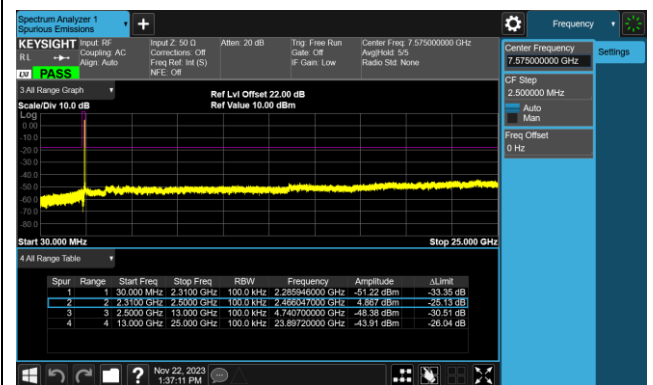 Spectrum Analyzer 1
Spurious Emissions
Frequency
KEYSIGHT
Input: RF
Coupling: AC
Align: Auto
Input Z: 50 Ω
Corrections: Off
Freq Ref: Int (S)
NFE: Off
Atten: 20 dB
Trig: Free Run
Gate: Off
IF Gain: Low
Center Freq: 7.575000000 GHz
Avg|Hold: 5/5
Radio Std: None
RL
LXI PASS
Center Frequency
7.575000000 GHz
Settings
CF Step
2.500000 MHz
Auto
Man
Freq Offset
0 Hz
3 All Range Graph
Scale/Div 10.0 dB
Ref Lvl Offset 22.00 dB
Ref Value 10.00 dBm
Log
0.00
-10.0
-20.0
-30.0
-40.0
-50.0
-60.0
-70.0
-80.0
Start 30.000 MHz
Stop 25.000 GHz
4 All Range Table
Spur Range Start Freq Stop Freq RBW Frequency Amplitude ΔLimit
1 1 30.000 MHz 2.3100 GHz 100.0 kHz 2.285946000 GHz -51.22 dBm -33.35 dB
2 2 2.3100 GHz 2.5000 GHz 100.0 kHz 2.466047000 GHz 4.867 dBm -25.13 dB
3 3 2.5000 GHz 13.000 GHz 100.0 kHz 4.740700000 GHz -48.38 dBm -30.51 dB
4 4 13.000 GHz 25.000 GHz 100.0 kHz 23.89720000 GHz -43.91 dBm -26.04 dB
?
Nov 22, 2023
1:37:11 PM